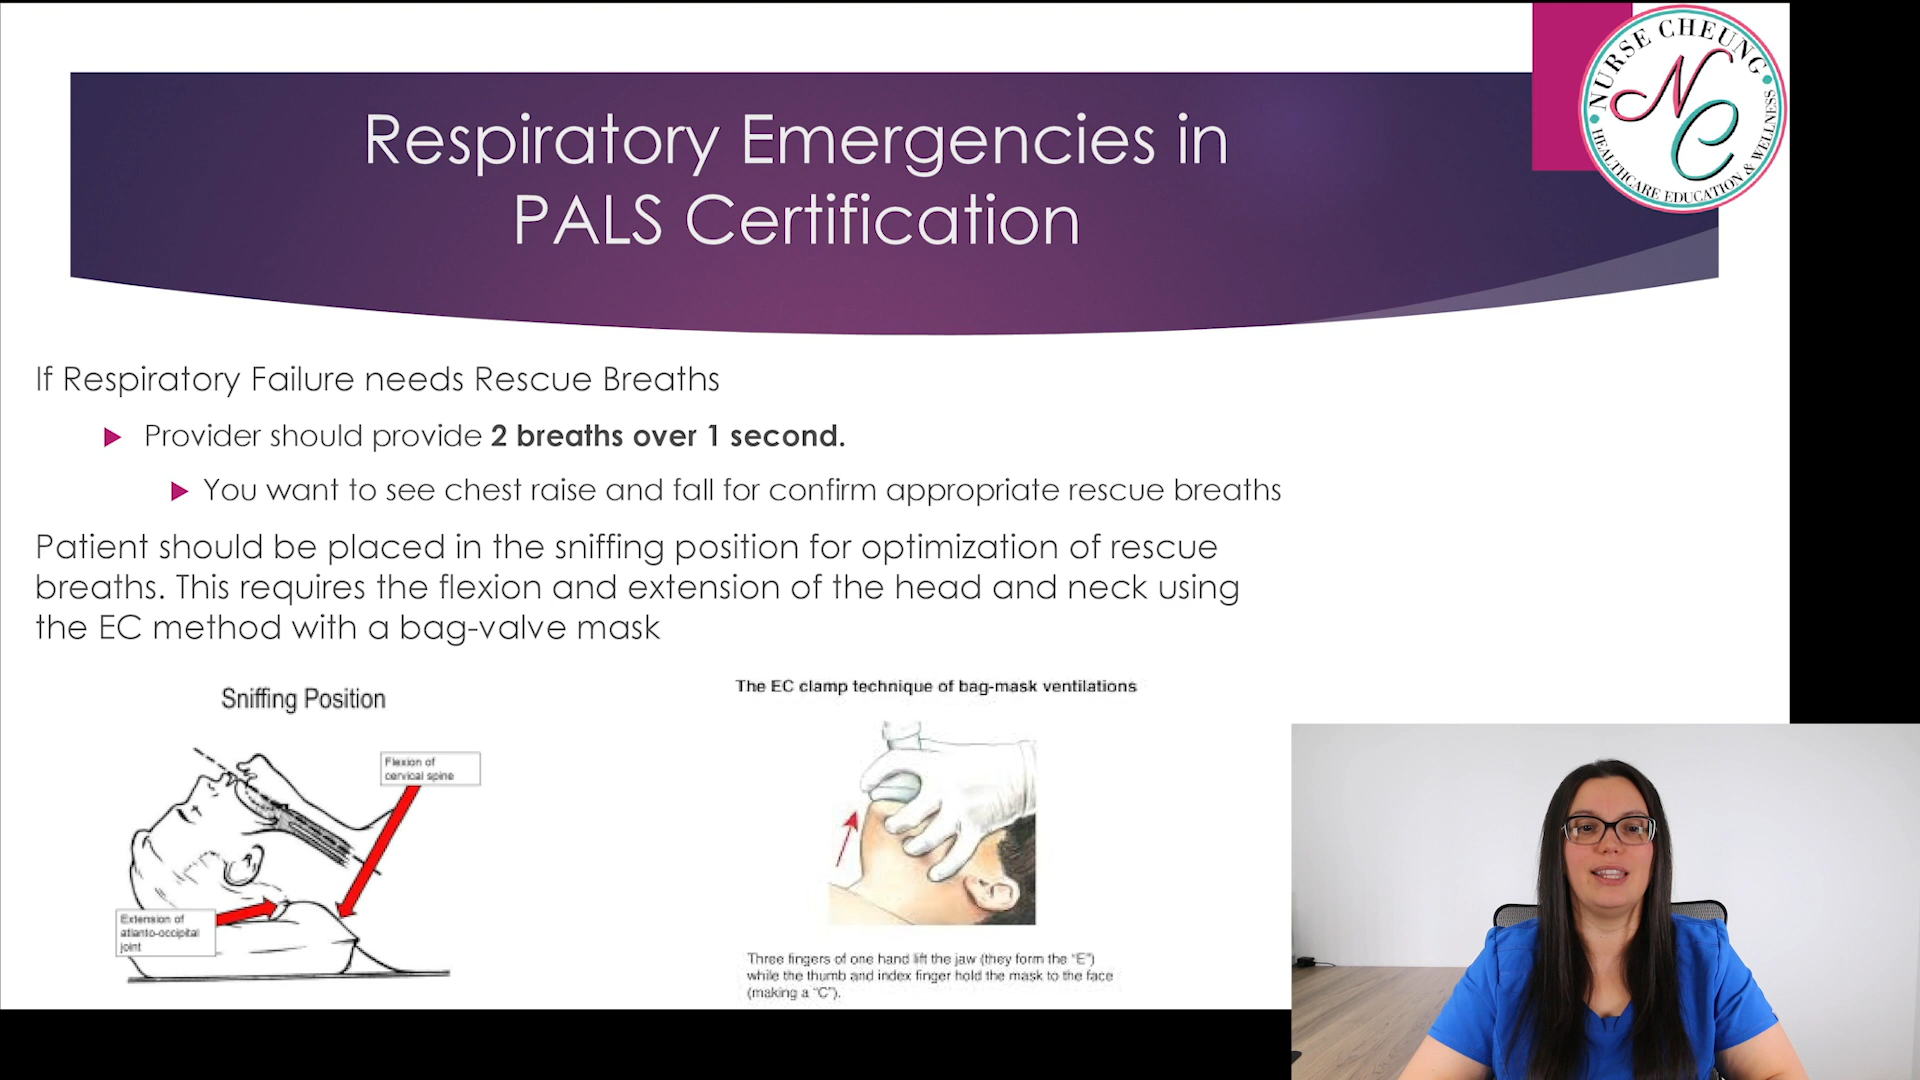 NURSE CHEUNG
NC
HEALTHCARE EDUCATION & WELLNESS
Respiratory Emergencies in
PALS Certification
If Respiratory Failure needs Rescue Breaths
Provider should provide 2 breaths over 1 second.
You want to see chest raise and fall for confirm appropriate rescue breaths
Patient should be placed in the sniffing position for optimization of rescue
breaths. This requires the flexion and extension of the head and neck using
the EC method with a bag-valve mask
Sniffing Position
Flexion of
cervical spine
Extension of
atlanto-occipital
joint
The EC clamp technique of bag-mask ventilations
Three fingers of one hand lift the jaw (they form the "E")
while the thumb and index finger hold the mask to the face
(making a "C").